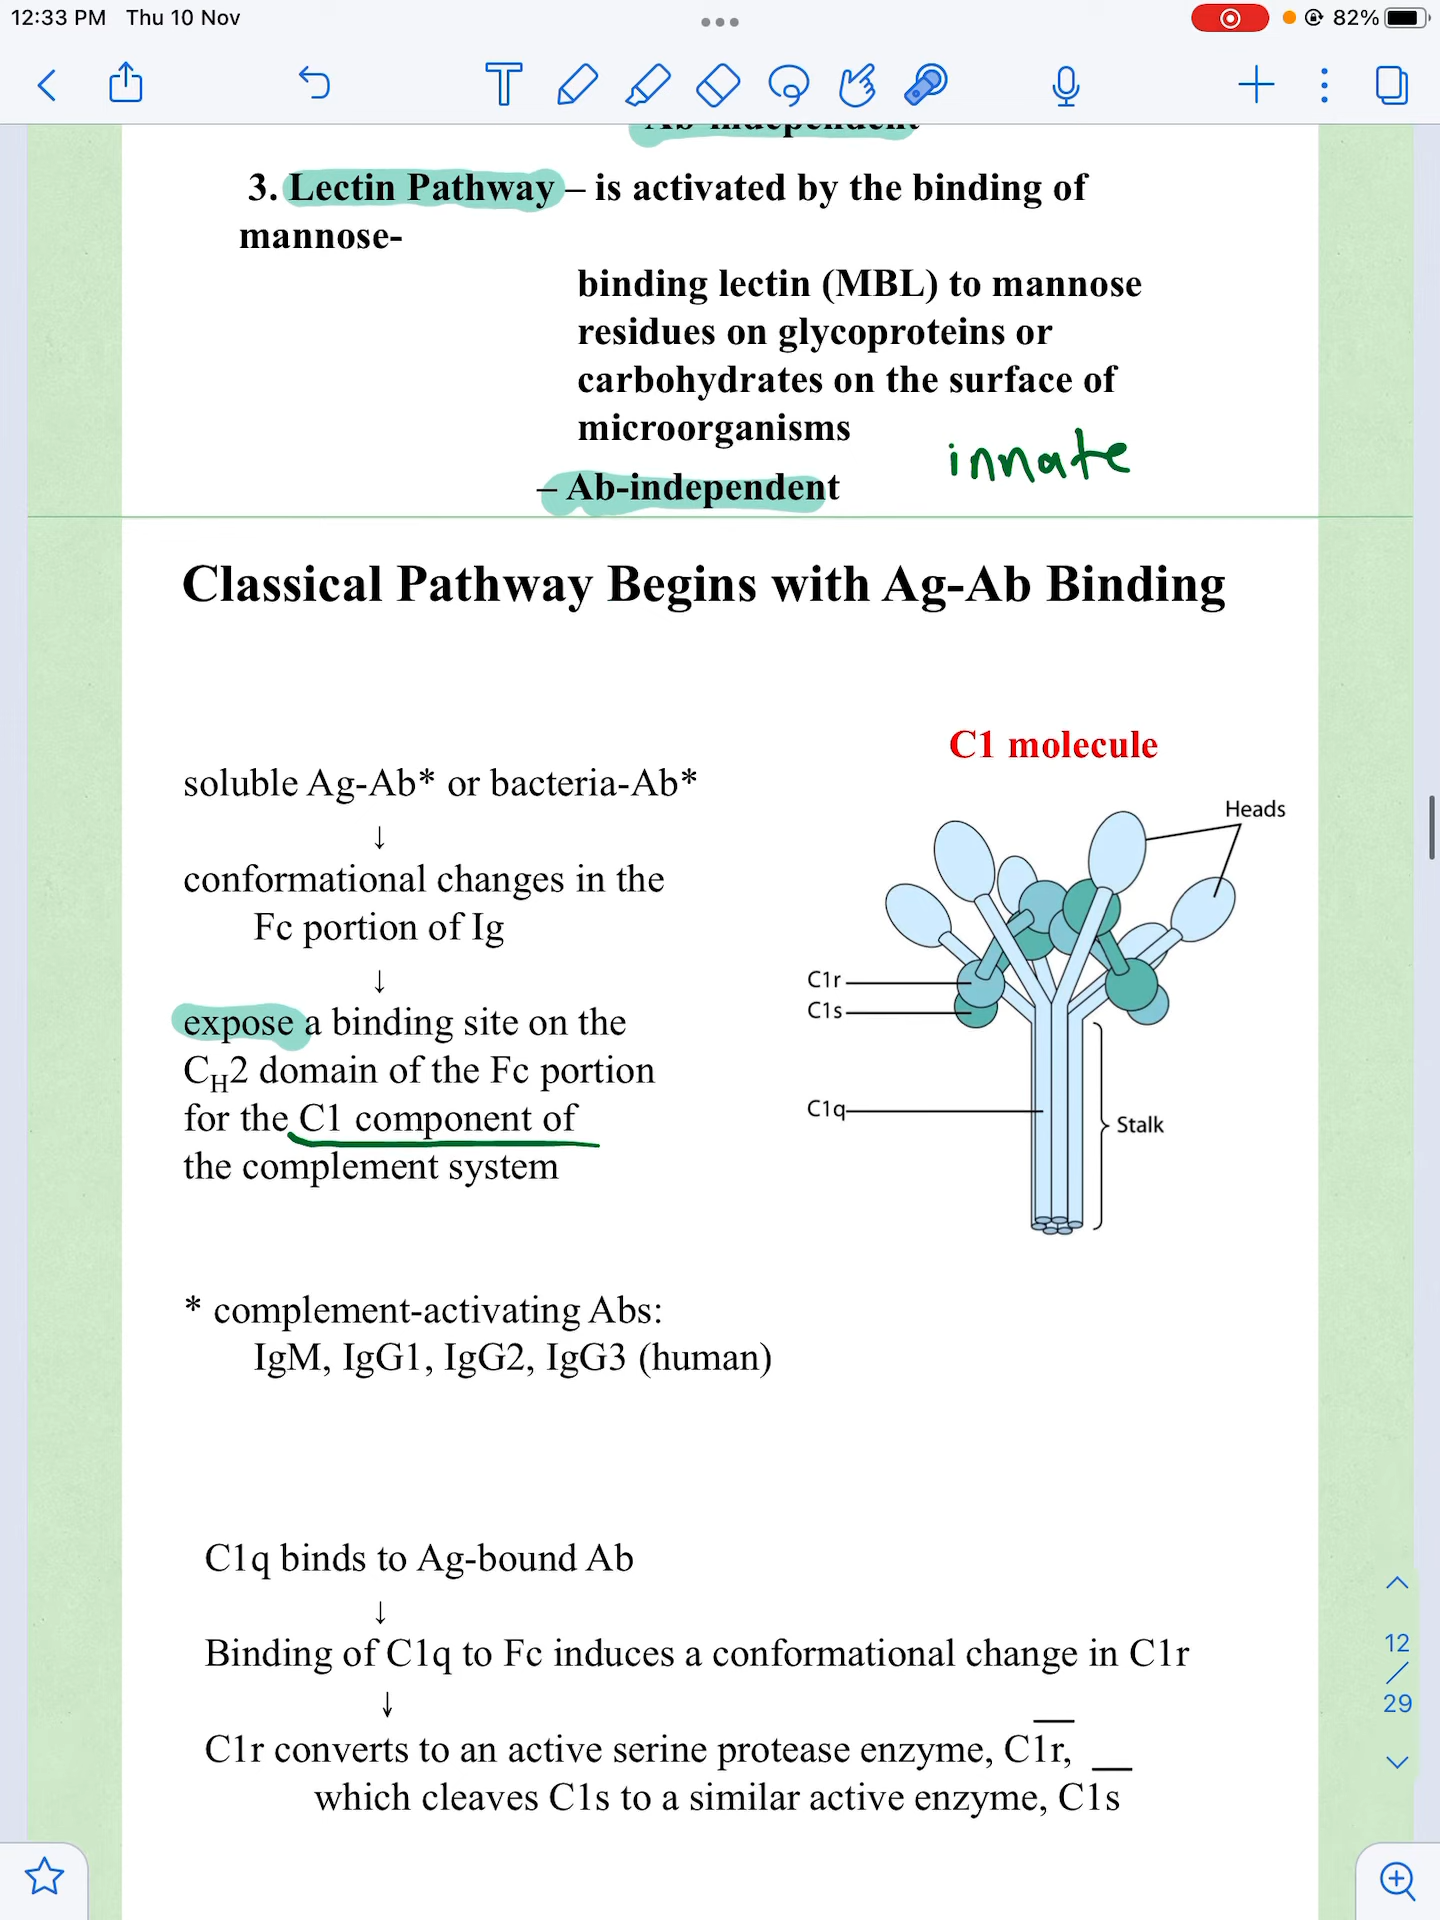 12:33 PM Thu 10 Nov
82%
Ab-independent
3. Lectin Pathway – is activated by the binding of
mannose-
binding lectin (MBL) to mannose
residues on glycoproteins or
carbohydrates on the surface of
microorganisms
innate
– Ab-independent
Classical Pathway Begins with Ag-Ab Binding
C1 molecule
soluble Ag-Ab* or bacteria-Ab*
↓
Heads
conformational changes in the
Fc portion of Ig
↓
C1r
C1s
expose a binding site on the
CH2 domain of the Fc portion
for the C1 component of
the complement system
C1q
Stalk
* complement-activating Abs:
IgM, IgG1, IgG2, IgG3 (human)
C1q binds to Ag-bound Ab
↓
Binding of C1q to Fc induces a conformational change in C1r
↓
C1r converts to an active serine protease enzyme, C1r,
which cleaves C1s to a similar active enzyme, C1s
12
/
29